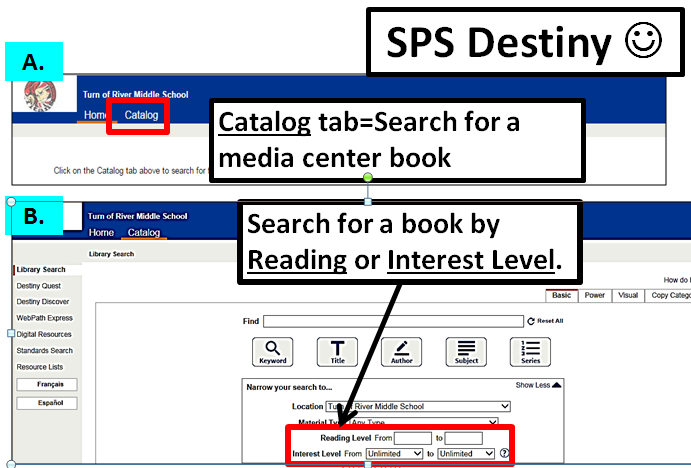 SPS Destiny ☺
A.
Turn of River Middle School
Home Catalog
Catalog tab=Search for a
media center book
Click on the Catalog tab above to search for
B.
Turn of River Middle School
Home Catalog
Search for a book by
Reading or Interest Level.
Library Search
Library Search
Destiny Quest
Destiny Discover
WebPath Express
Digital Resources
Standards Search
Resource Lists
Français
Español
How do I
Basic Power Visual Copy Categ
Find
Reset All
Keyword Title Author Subject Series
Narrow your search to...
Show Less
Location Turn of River Middle School
Material Type Any Type
Reading Level From to
Interest Level From Unlimited to Unlimited ?